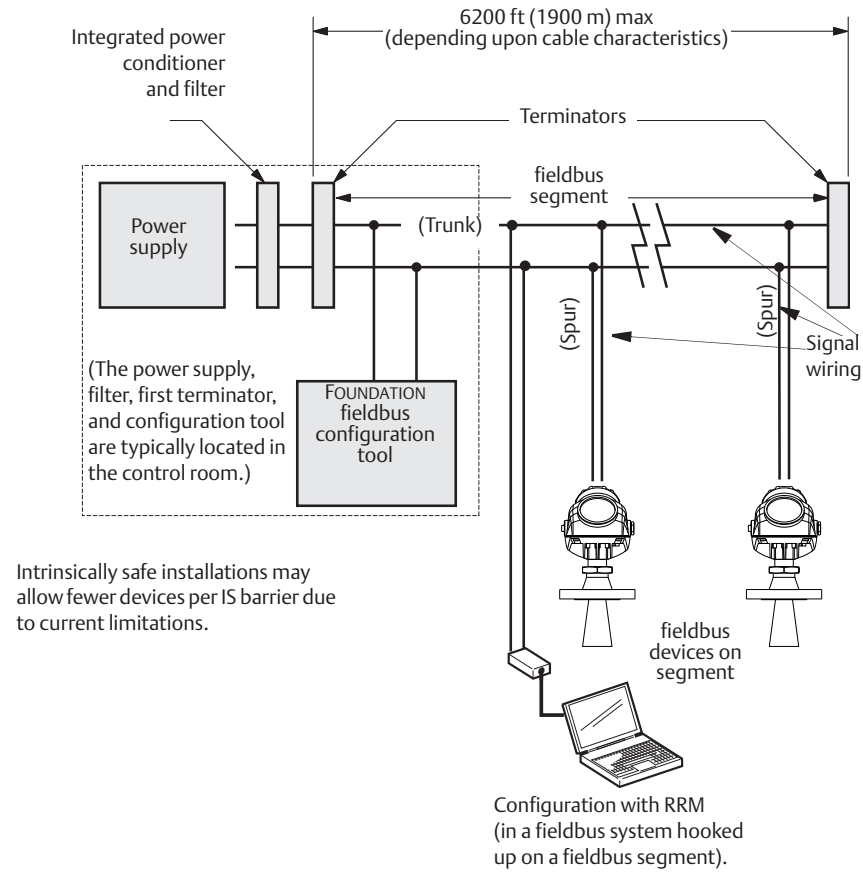 6200 ft (1900 m) max
(depending upon cable characteristics)
Integrated power
conditioner
and filter
Terminators
fieldbus
segment
Power
supply
(Trunk)
(Spur)
(Spur)
Signal
wiring
(The power supply,
filter, first terminator,
and configuration tool
are typically located in
the control room.)
FOUNDATION
fieldbus
configuration
tool
Intrinsically safe installations may
allow fewer devices per IS barrier due
to current limitations.
fieldbus
devices on
segment
Configuration with RRM
(in a fieldbus system hooked
up on a fieldbus segment).